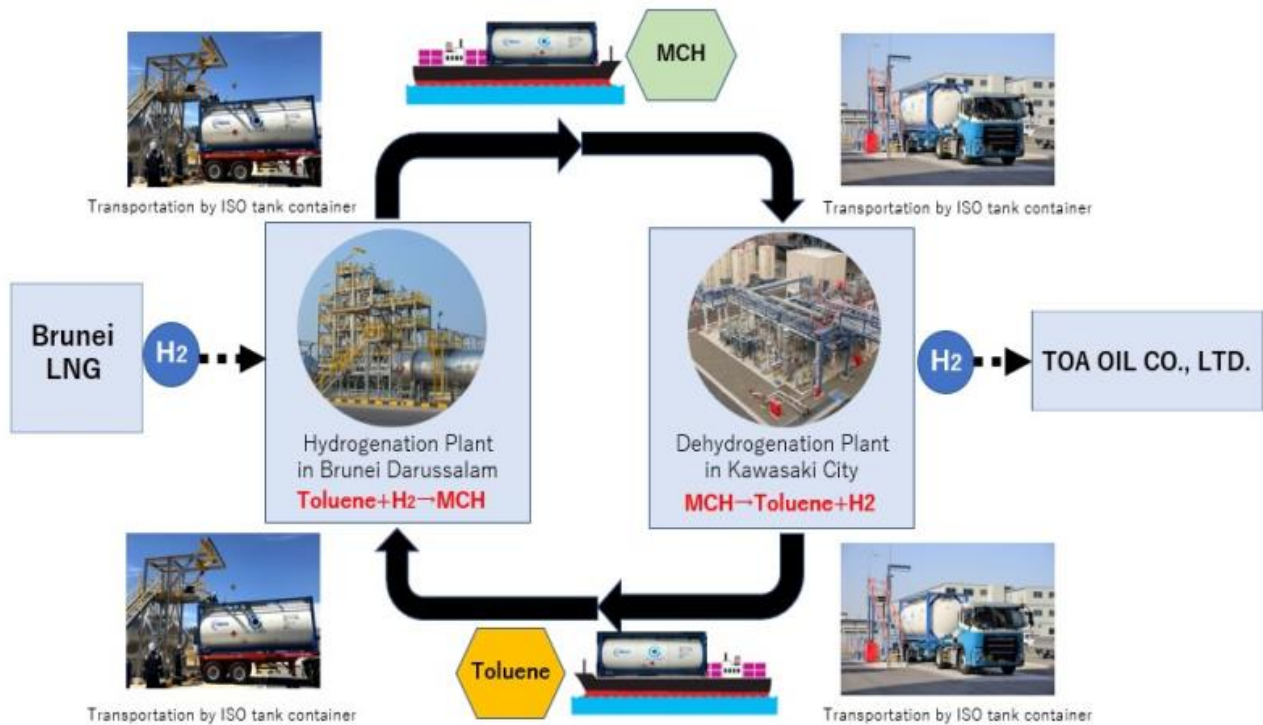 MCH
Transportation by ISO tank container
Transportation by ISO tank container
Brunei
LNG
H2
Hydrogenation Plant
in Brunei Darussalam
Toluene+H₂→MCH
Dehydrogenation Plant
in Kawasaki City
MCH→Toluene+H2
H2
TOA OIL CO., LTD.
Toluene
Transportation by ISO tank container
Transportation by ISO tank container